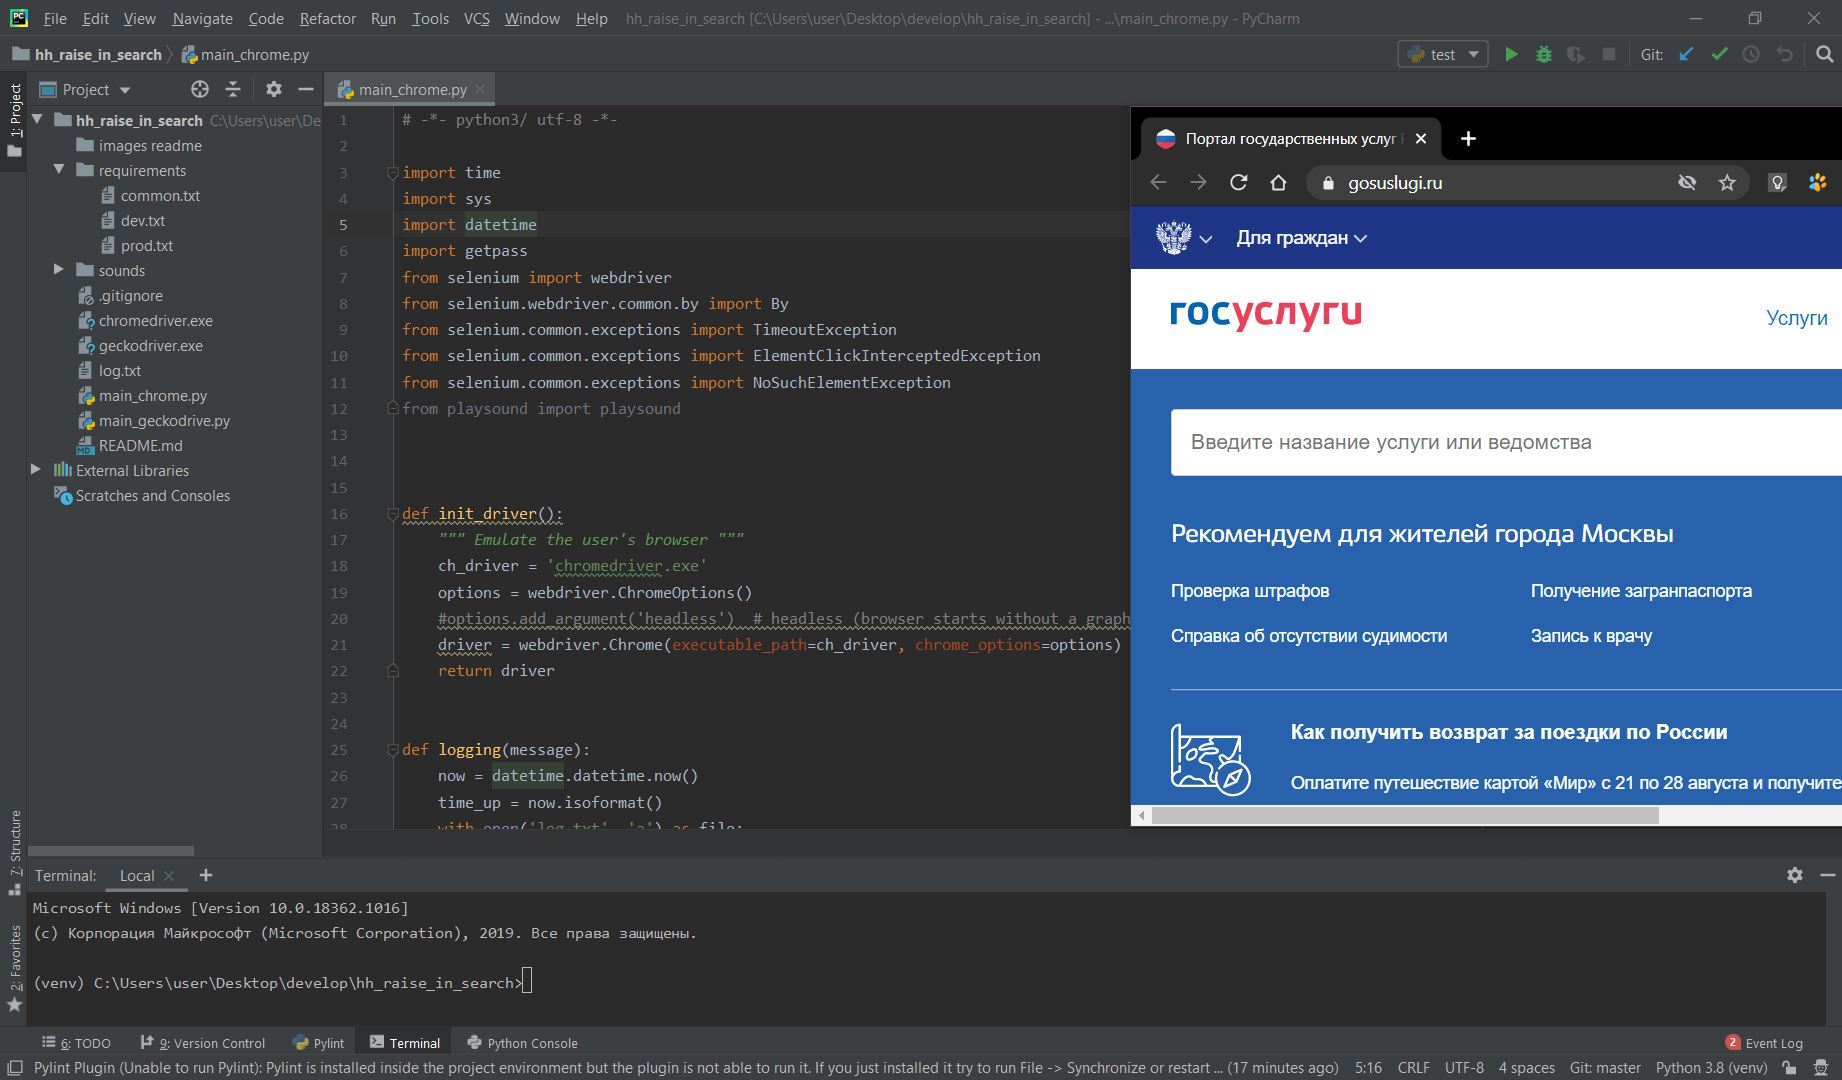 File Edit View Navigate Code Refactor Run Tools VCS Window Help hh_raise_in_search [C:\Users\user\Desktop\develop\hh_raise_in_search] - ...\main_chrome.py - PyCharm
hh_raise_in_search main_chrome.py
test
Git:
1: Project
Project
hh_raise_in_search C:\Users\user\De
images readme
requirements
common.txt
dev.txt
prod.txt
sounds
.gitignore
chromedriver.exe
geckodriver.exe
log.txt
main_chrome.py
main_geckodrive.py
README.md
External Libraries
Scratches and Consoles
7: Structure
2: Favorites
main_chrome.py
1 # -*- python3/ utf-8 -*-
2
3 import time
4 import sys
5 import datetime
6 import getpass
7 from selenium import webdriver
8 from selenium.webdriver.common.by import By
9 from selenium.common.exceptions import TimeoutException
10 from selenium.common.exceptions import ElementClickInterceptedException
11 from selenium.common.exceptions import NoSuchElementException
12 from playsound import playsound
13
14
15
16 def init_driver():
17 """ Emulate the user's browser """
18 ch_driver = 'chromedriver.exe'
19 options = webdriver.ChromeOptions()
20 #options.add_argument('headless') # headless (browser starts without a graph
21 driver = webdriver.Chrome(executable_path=ch_driver, chrome_options=options)
22 return driver
23
24
25 def logging(message):
26 now = datetime.datetime.now()
27 time_up = now.isoformat()
28 with open('log.txt', 'a') as file:
Портал государственных услуг
gosuslugi.ru
Для граждан
госуслуги
Услуги
Введите название услуги или ведомства
Рекомендуем для жителей города Москвы
Проверка штрафов Получение загранпаспорта
Справка об отсутствии судимости Запись к врачу
Как получить возврат за поездки по России
Оплатите путешествие картой «Мир» с 21 по 28 августа и получите
Terminal: Local
Microsoft Windows [Version 10.0.18362.1016]
(c) Корпорация Майкрософт (Microsoft Corporation), 2019. Все права защищены.
(venv) C:\Users\user\Desktop\develop\hh_raise_in_search>
6: TODO 9: Version Control Pylint Terminal Python Console 2 Event Log
Pylint Plugin (Unable to run Pylint): Pylint is installed inside the project environment but the plugin is not able to run it. If you just installed it try to run File -> Synchronize or restart ... (17 minutes ago) 5:16 CRLF UTF-8 4 spaces Git: master Python 3.8 (venv)